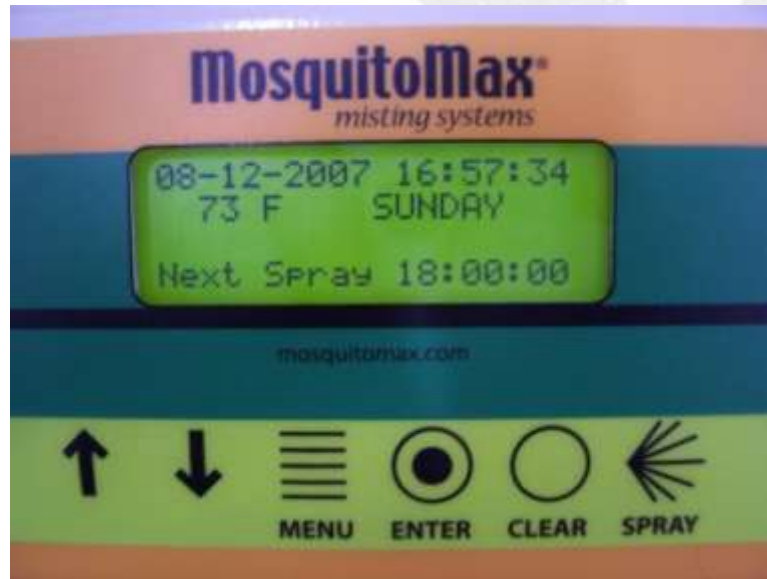 MosquitoMax®
misting systems
08-12-2007 16:57:34
73 F SUNDAY
Next Spray 18:00:00
mosquitomax.com
MENU ENTER CLEAR SPRAY